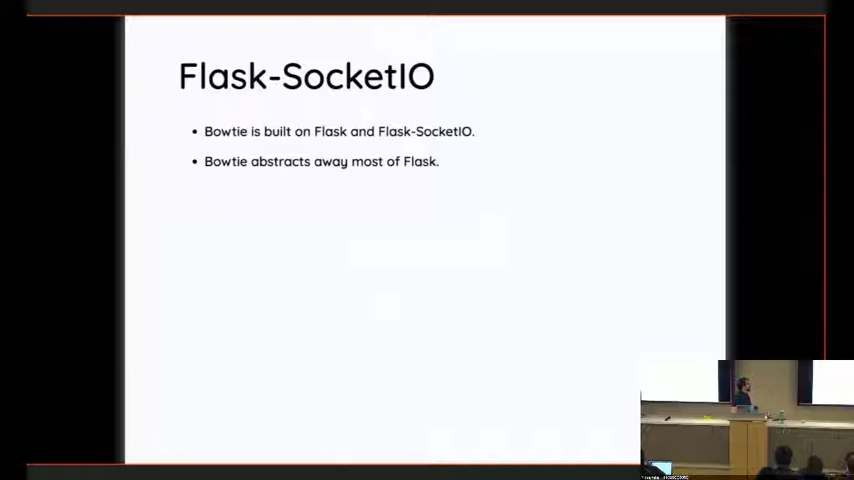 Flask-SocketIO
• Bowtie is built on Flask and Flask-SocketIO.
• Bowtie abstracts away most of Flask.